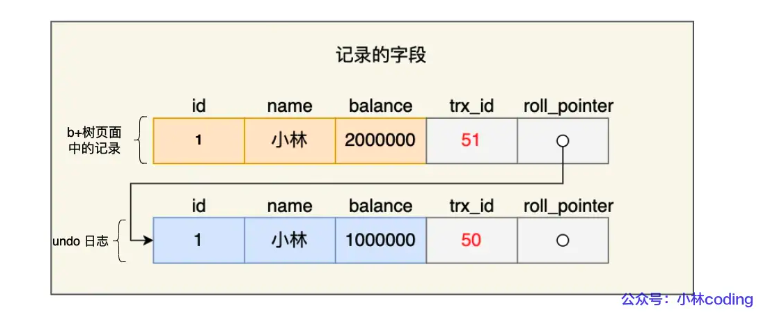 记录的字段
id name balance trx_id roll_pointer
b+树页面
中的记录
1 小林 2000000 51
id name balance trx_id roll_pointer
undo 日志
1 小林 1000000 50
公众号：小林coding